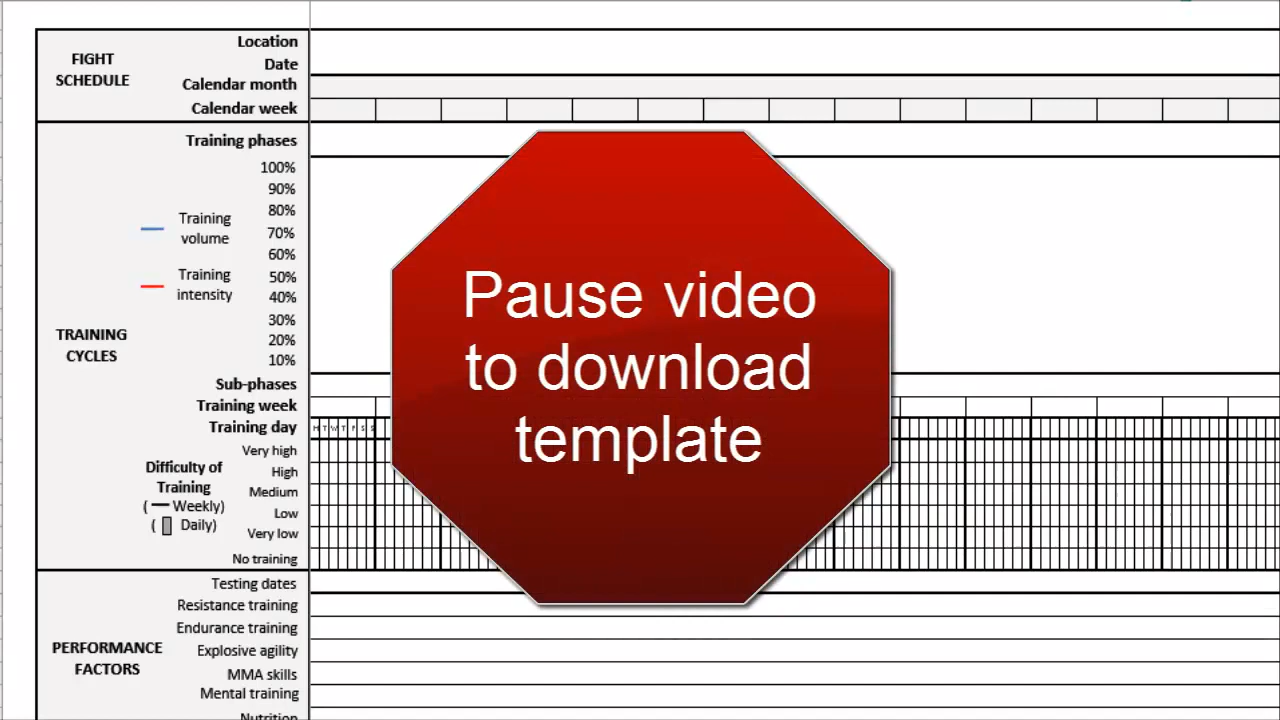 Location
FIGHT
SCHEDULE
Date
Calendar month
Calendar week
Training phases
100%
90%
80%
70%
60%
50%
40%
30%
20%
10%
Training
volume
Training
intensity
TRAINING
CYCLES
Sub-phases
Training week
Training day
T W T F S S
Difficulty of
Training
( Weekly)
( Daily)
Very high
High
Medium
Low
Very low
No training
Pause video
to download
template
PERFORMANCE
FACTORS
Testing dates
Resistance training
Endurance training
Explosive agility
MMA skills
Mental training
Nutrition